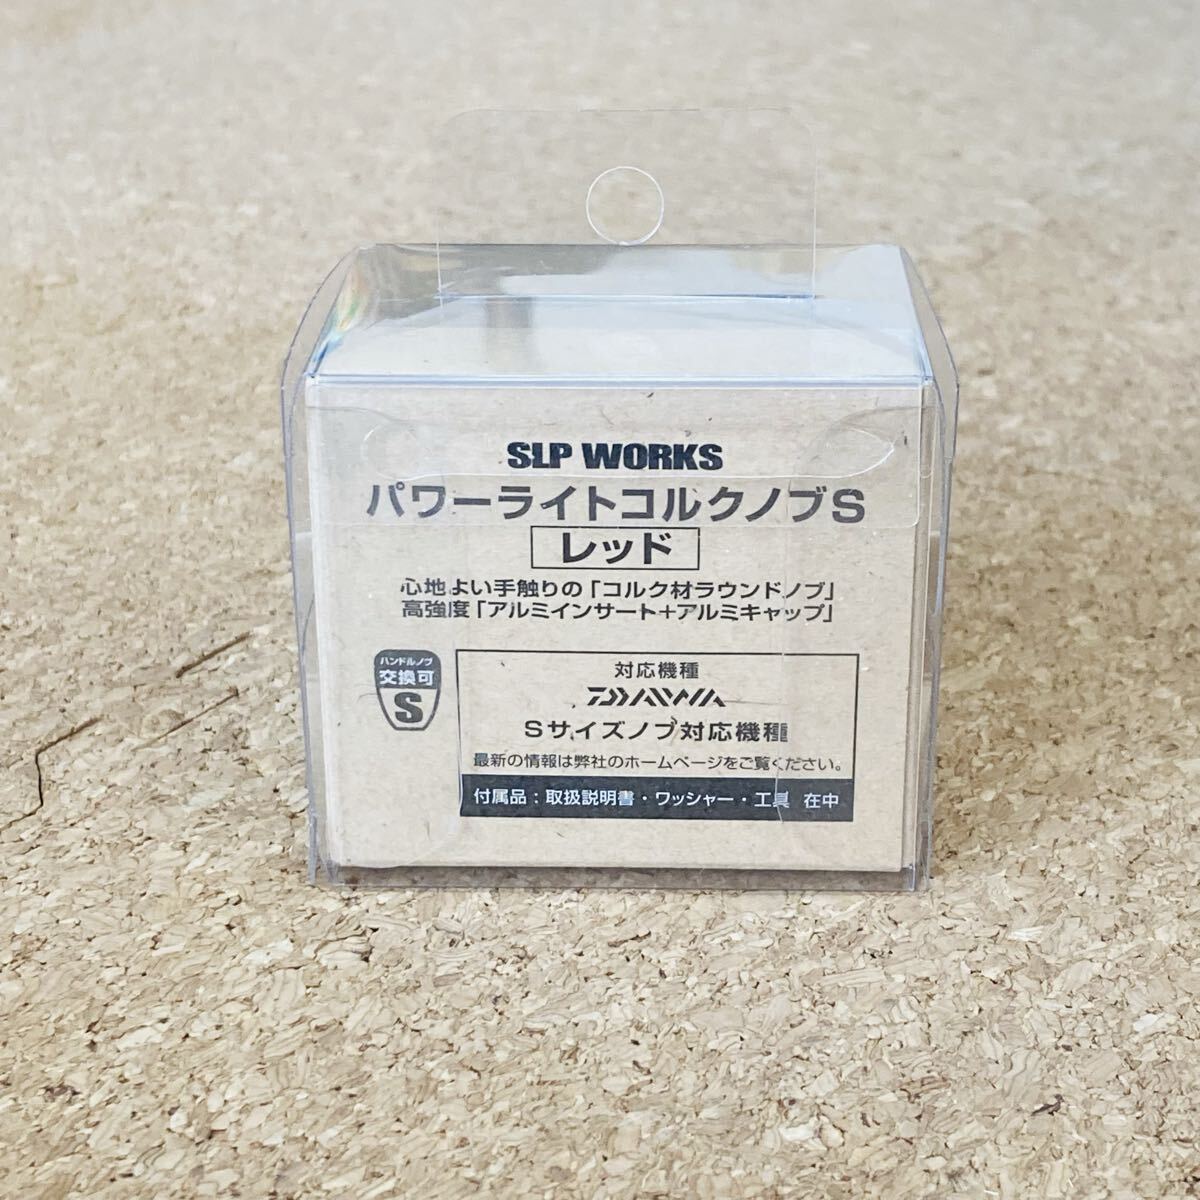 SLP WORKS
パワーライトコルクノブS
レッド
心地よい手触りの「コルク材ラウンドノブ」
高強度「アルミインサート+アルミキャップ」
ハンドルノブ
交換可
S
対応機種
DAIWA
Sサイズノブ対応機種
最新の情報は弊社のホームページをご覧ください。
付属品:取扱説明書・ワッシャー・工具 在中